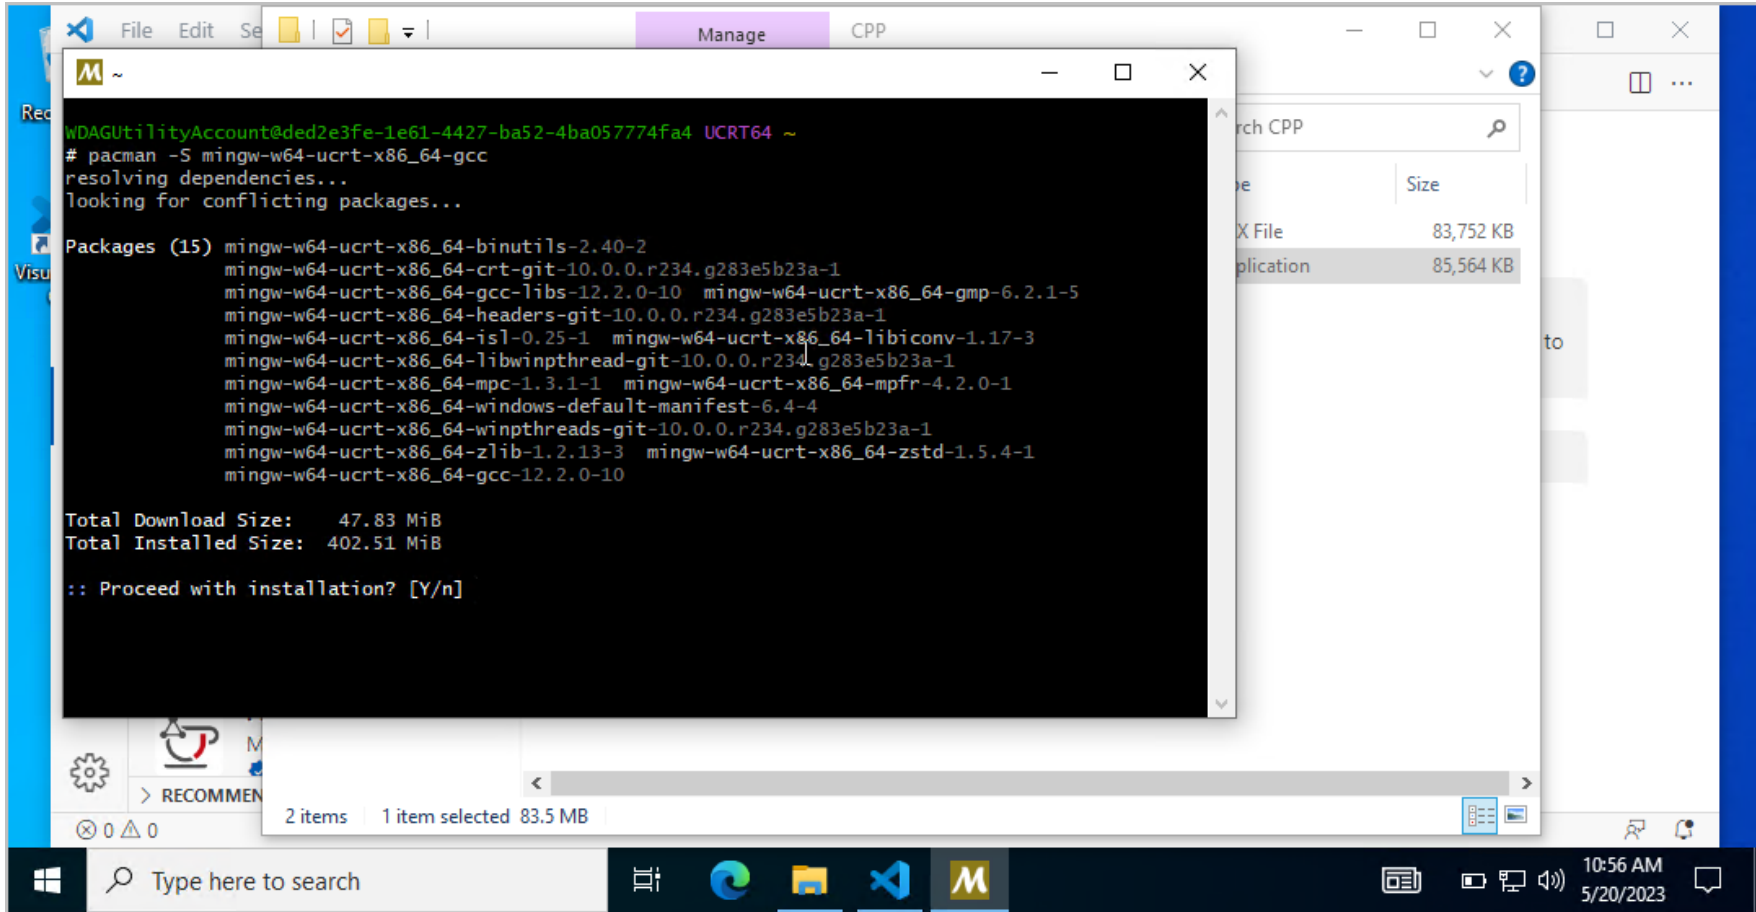 File Edit Se
Manage
CPP
~
Rec
rch CPP
WDAGUtilityAccount@ded2e3fe-1e61-4427-ba52-4ba057774fa4 UCRT64 ~
# pacman -S mingw-w64-ucrt-x86_64-gcc
resolving dependencies...
looking for conflicting packages...
pe
Size
X File 83,752 KB
plication 85,564 KB
Packages (15) mingw-w64-ucrt-x86_64-binutils-2.40-2
mingw-w64-ucrt-x86_64-crt-git-10.0.0.r234.g283e5b23a-1
mingw-w64-ucrt-x86_64-gcc-libs-12.2.0-10 mingw-w64-ucrt-x86_64-gmp-6.2.1-5
mingw-w64-ucrt-x86_64-headers-git-10.0.0.r234.g283e5b23a-1
mingw-w64-ucrt-x86_64-isl-0.25-1 mingw-w64-ucrt-x86_64-libiconv-1.17-3
mingw-w64-ucrt-x86_64-libwinpthread-git-10.0.0.r234.g283e5b23a-1
mingw-w64-ucrt-x86_64-mpc-1.3.1-1 mingw-w64-ucrt-x86_64-mpfr-4.2.0-1
mingw-w64-ucrt-x86_64-windows-default-manifest-6.4-4
mingw-w64-ucrt-x86_64-winpthreads-git-10.0.0.r234.g283e5b23a-1
mingw-w64-ucrt-x86_64-zlib-1.2.13-3 mingw-w64-ucrt-x86_64-zstd-1.5.4-1
mingw-w64-ucrt-x86_64-gcc-12.2.0-10
Visu
to
Total Download Size: 47.83 MiB
Total Installed Size: 402.51 MiB
:: Proceed with installation? [Y/n]
M
> RECOMMEN
2 items 1 item selected 83.5 MB
0 0
Type here to search
10:56 AM
5/20/2023